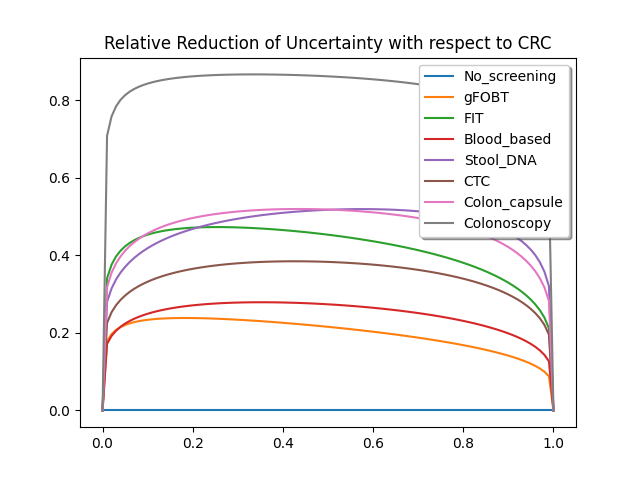 Relative Reduction of Uncertainty with respect to CRC
No_screening
gFOBT
FIT
Blood_based
Stool_DNA
CTC
Colon_capsule
Colonoscopy
0.8
0.6
0.4
0.2
0.0
0.0 0.2 0.4 0.6 0.8 1.0